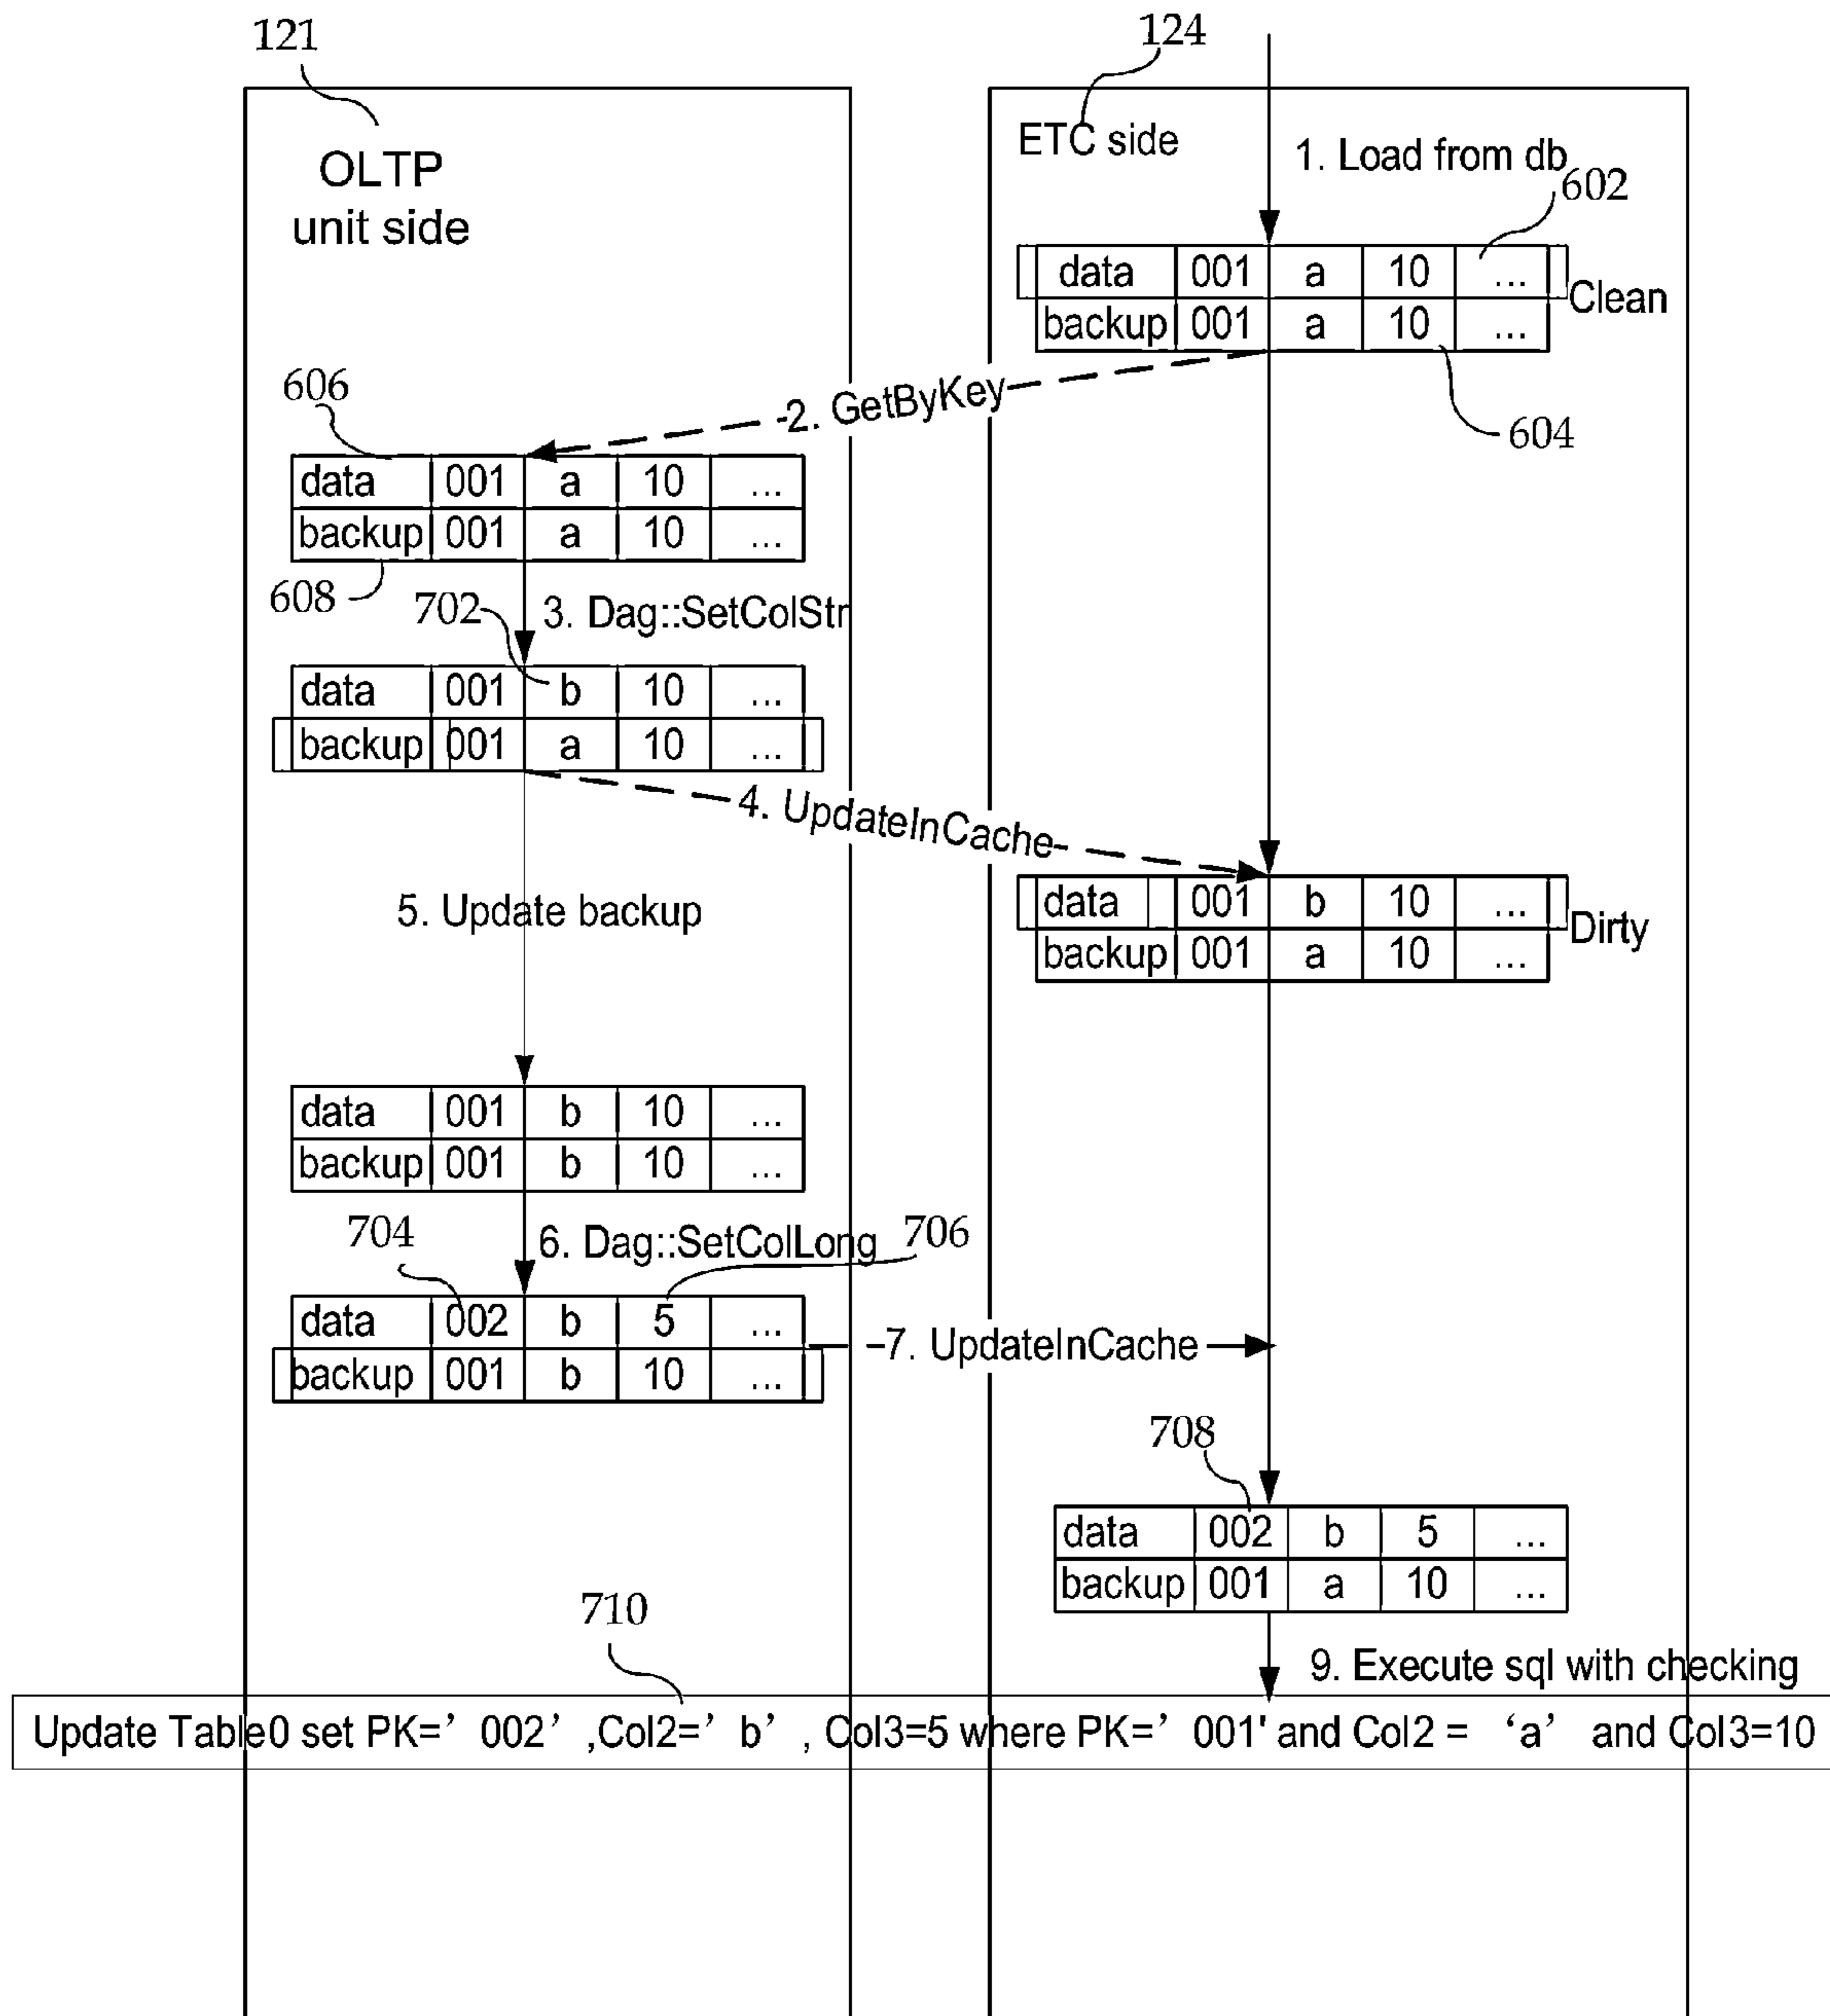 121
124
OLTP
unit side
ETC side
1. Load from db
602
data 001 a 10 ...
backup 001 a 10 ...
Clean
604
2. GetByKey
606
data 001 a 10 ...
backup 001 a 10 ...
608
702
3. Dag::SetColStr
data 001 b 10 ...
backup 001 a 10 ...
4. UpdateInCache
5. Update backup
data 001 b 10 ...
backup 001 a 10 ...
Dirty
data 001 b 10 ...
backup 001 b 10 ...
704
6. Dag::SetColLong
706
data 002 b 5 ...
backup 001 b 10 ...
7. UpdateInCache
708
data 002 b 5 ...
backup 001 a 10 ...
710
9. Execute sql with checking
Update Table0 set PK=’ 002’ ,Col2=’ b’ , Col3=5 where PK=’ 001' and Col2 = ‘a’ and Col3=10